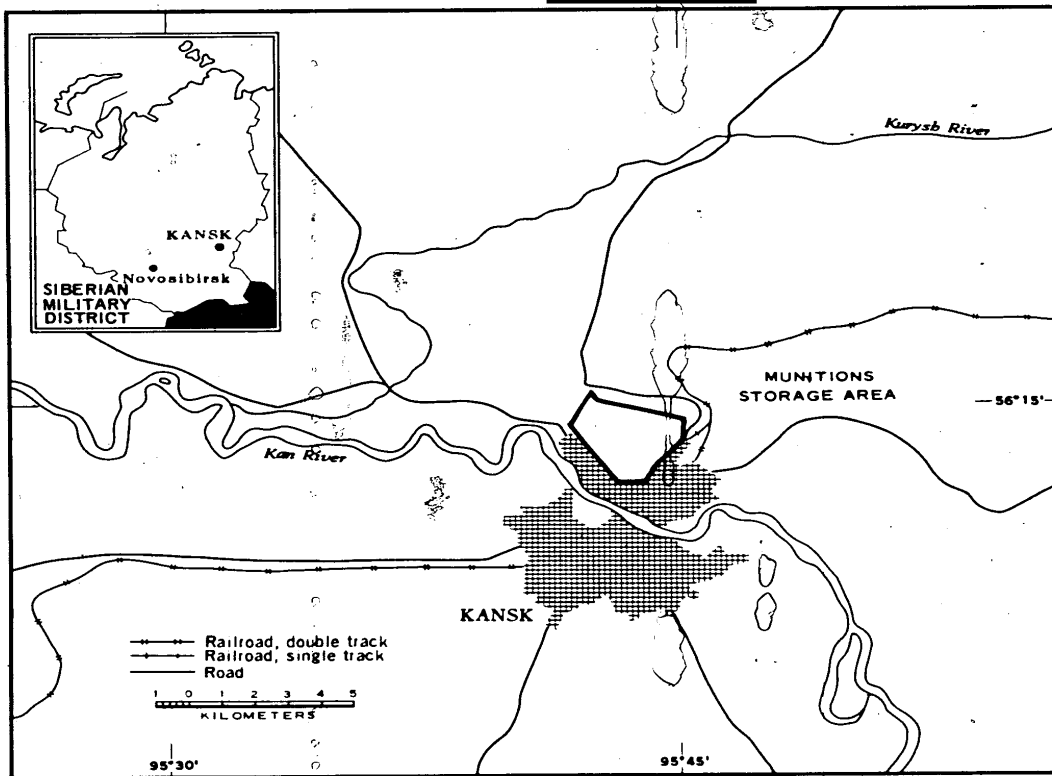 KANSK
Novosibirsk
SIBERIAN
MILITARY
DISTRICT
Kurysh River
MUNITIONS
STORAGE AREA
56°15'
Kan River
KANSK
Railroad, double track
Railroad, single track
Road
1 0 1 2 3 4 5
KILOMETERS
95°30'
95°45'